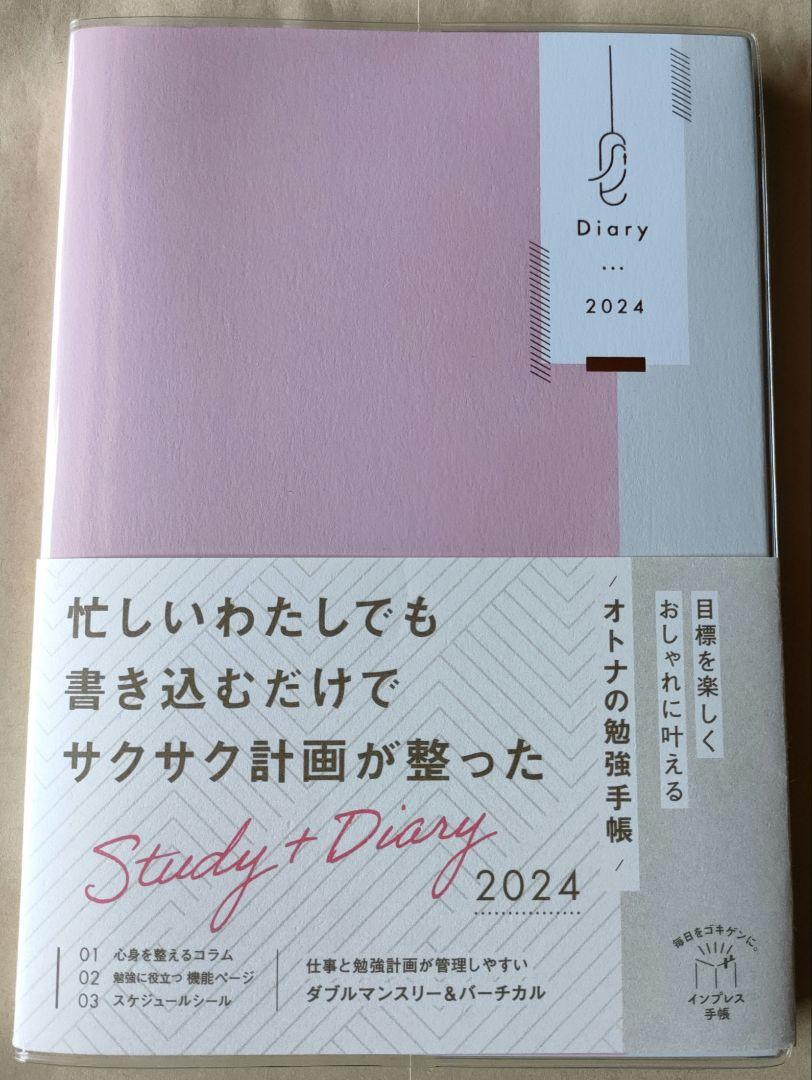 Diary
...
2024
忙しいわたしでも
書き込むだけで
サクサク計画が整った
Study + Diary
2024
01 心身を整えるコラム
02 勉強に役立つ 機能ページ
03 スケジュールシール
仕事と勉強計画が管理しやすい
ダブルマンスリー&バーチカル
目標を楽しく
おしゃれに叶える
/オトナの勉強手帳/
毎日をゴキゲンに。
インプレス
手帳